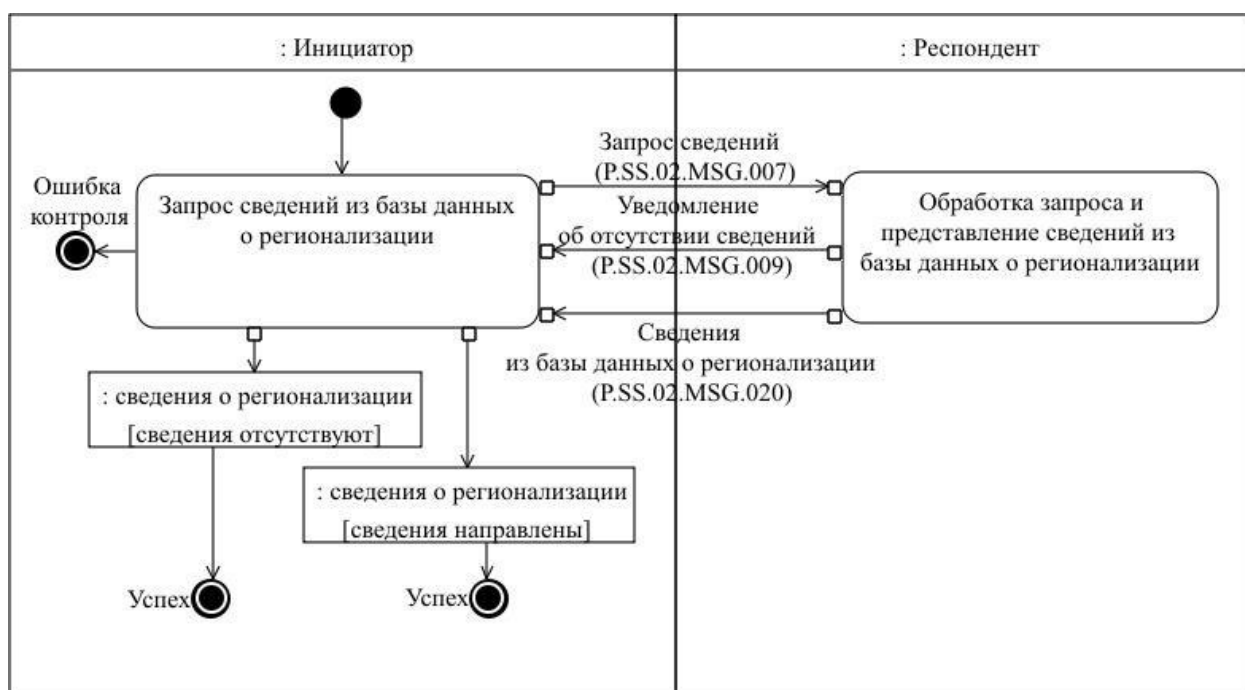 : Инициатор
: Респондент
Запрос сведений
(P.SS.02.MSG.007)
Ошибка
контроля
Запрос сведений из базы данных
о регионализации
Уведомление
об отсутствии сведений
(P.SS.02.MSG.009)
Обработка запроса и
представление сведений из
базы данных о регионализации
Сведения
из базы данных о регионализации
(P.SS.02.MSG.020)
: сведения о регионализации
[сведения отсутствуют]
: сведения о регионализации
[сведения направлены]
Успех
Успех